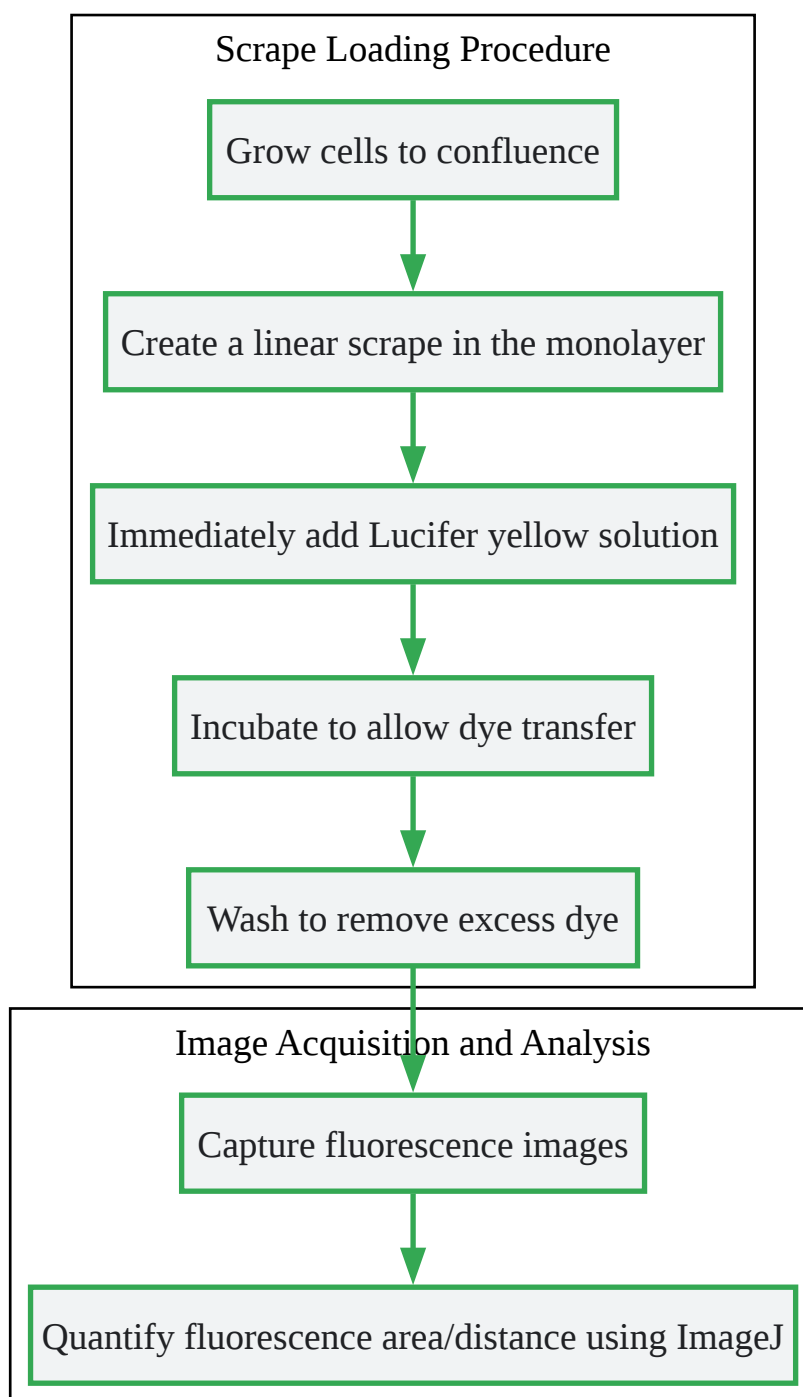 Scrape Loading Procedure
Grow cells to confluence
Create a linear scrape in the monolayer
Immediately add Lucifer yellow solution
Incubate to allow dye transfer
Wash to remove excess dye
Image Acquisition and Analysis
Capture fluorescence images
Quantify fluorescence area/distance using ImageJ